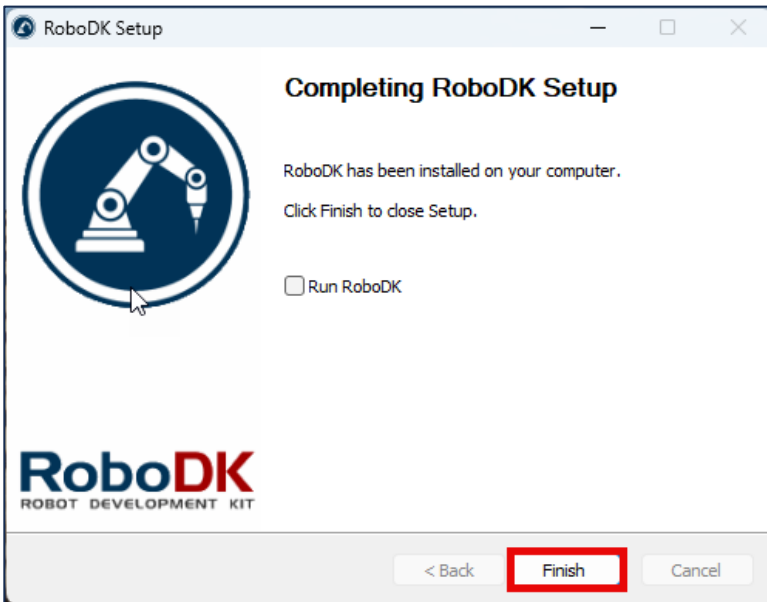 RoboDK Setup
Completing RoboDK Setup
RoboDK has been installed on your computer.
Click Finish to close Setup.
Run RoboDK
RoboDK
ROBOT DEVELOPMENT KIT
< Back
Finish
Cancel